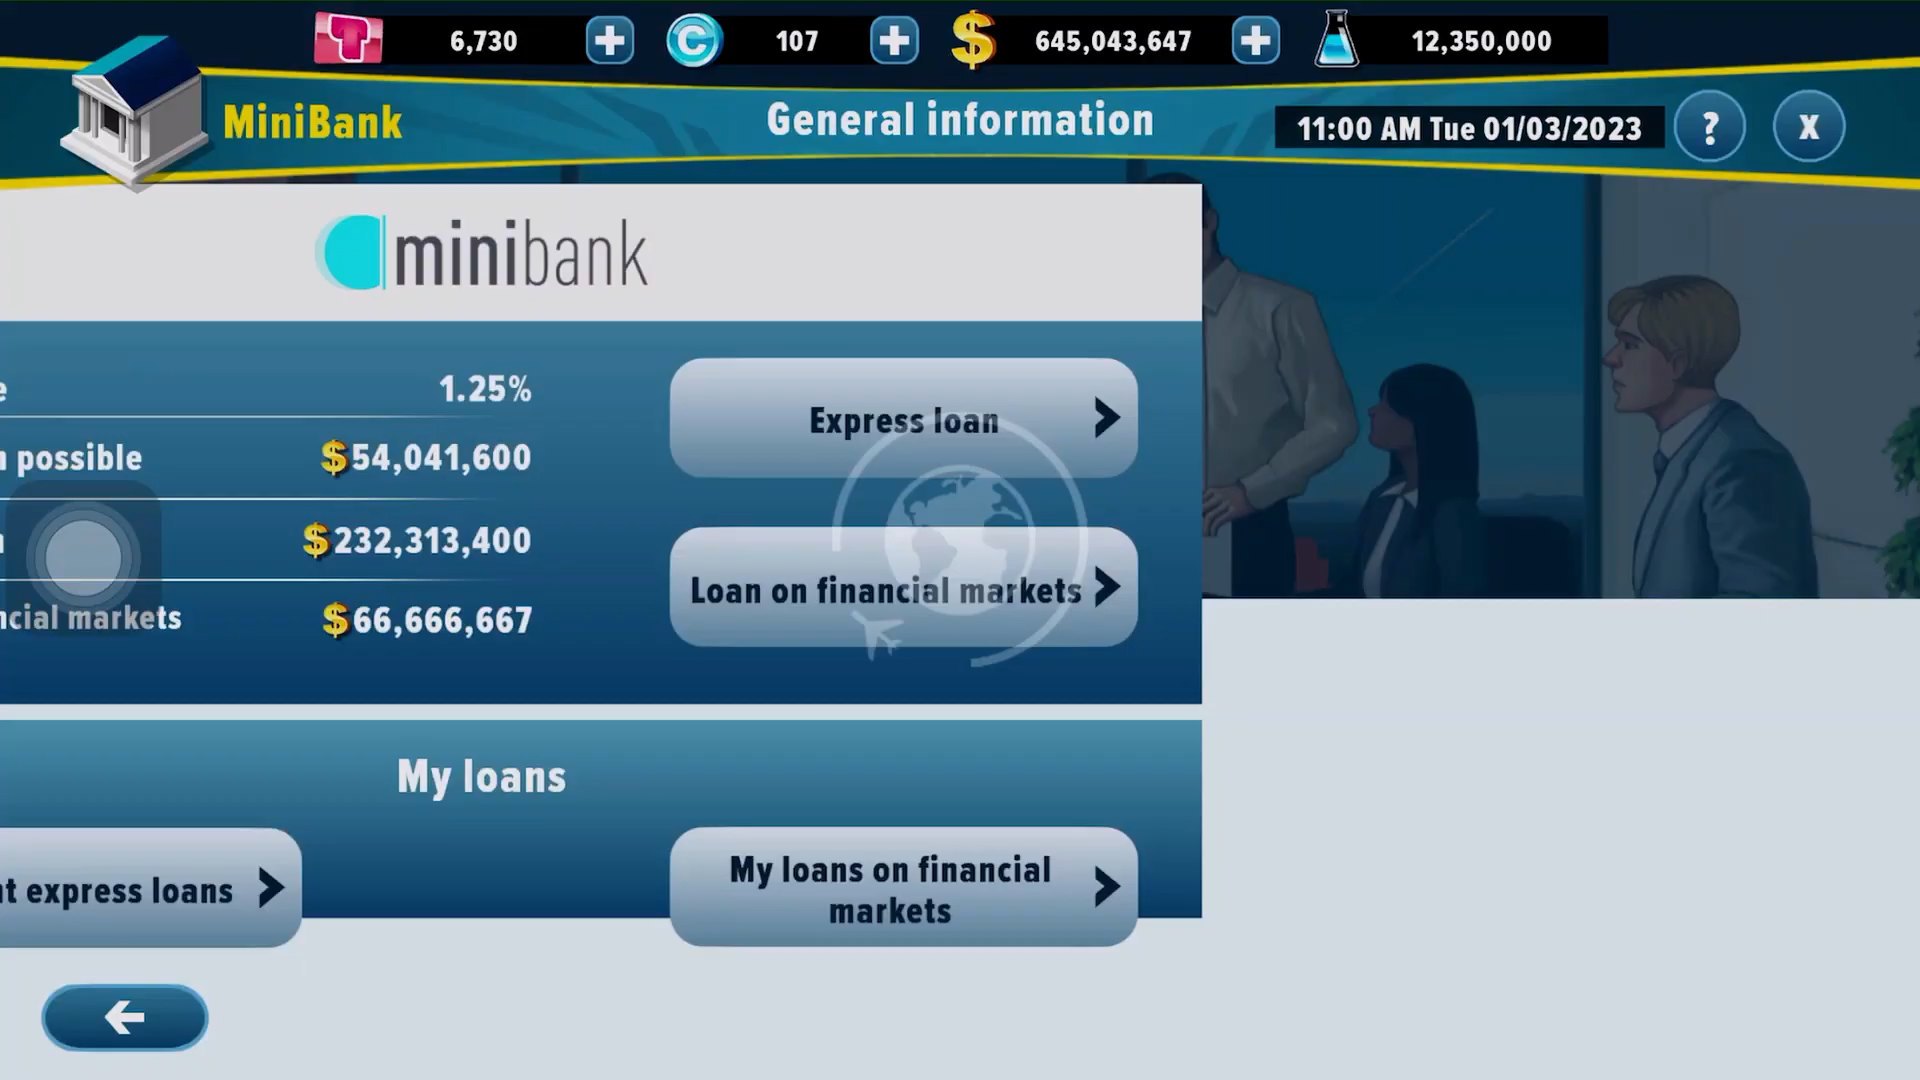 6,730
107
645,043,647
12,350,000
MiniBank
General information
11:00 AM Tue 01/03/2023
?
X
minibank
e 1.25%
n possible $54,041,600
$232,313,400
ncial markets $66,666,667
Express loan
Loan on financial markets
My loans
nt express loans
My loans on financial
markets